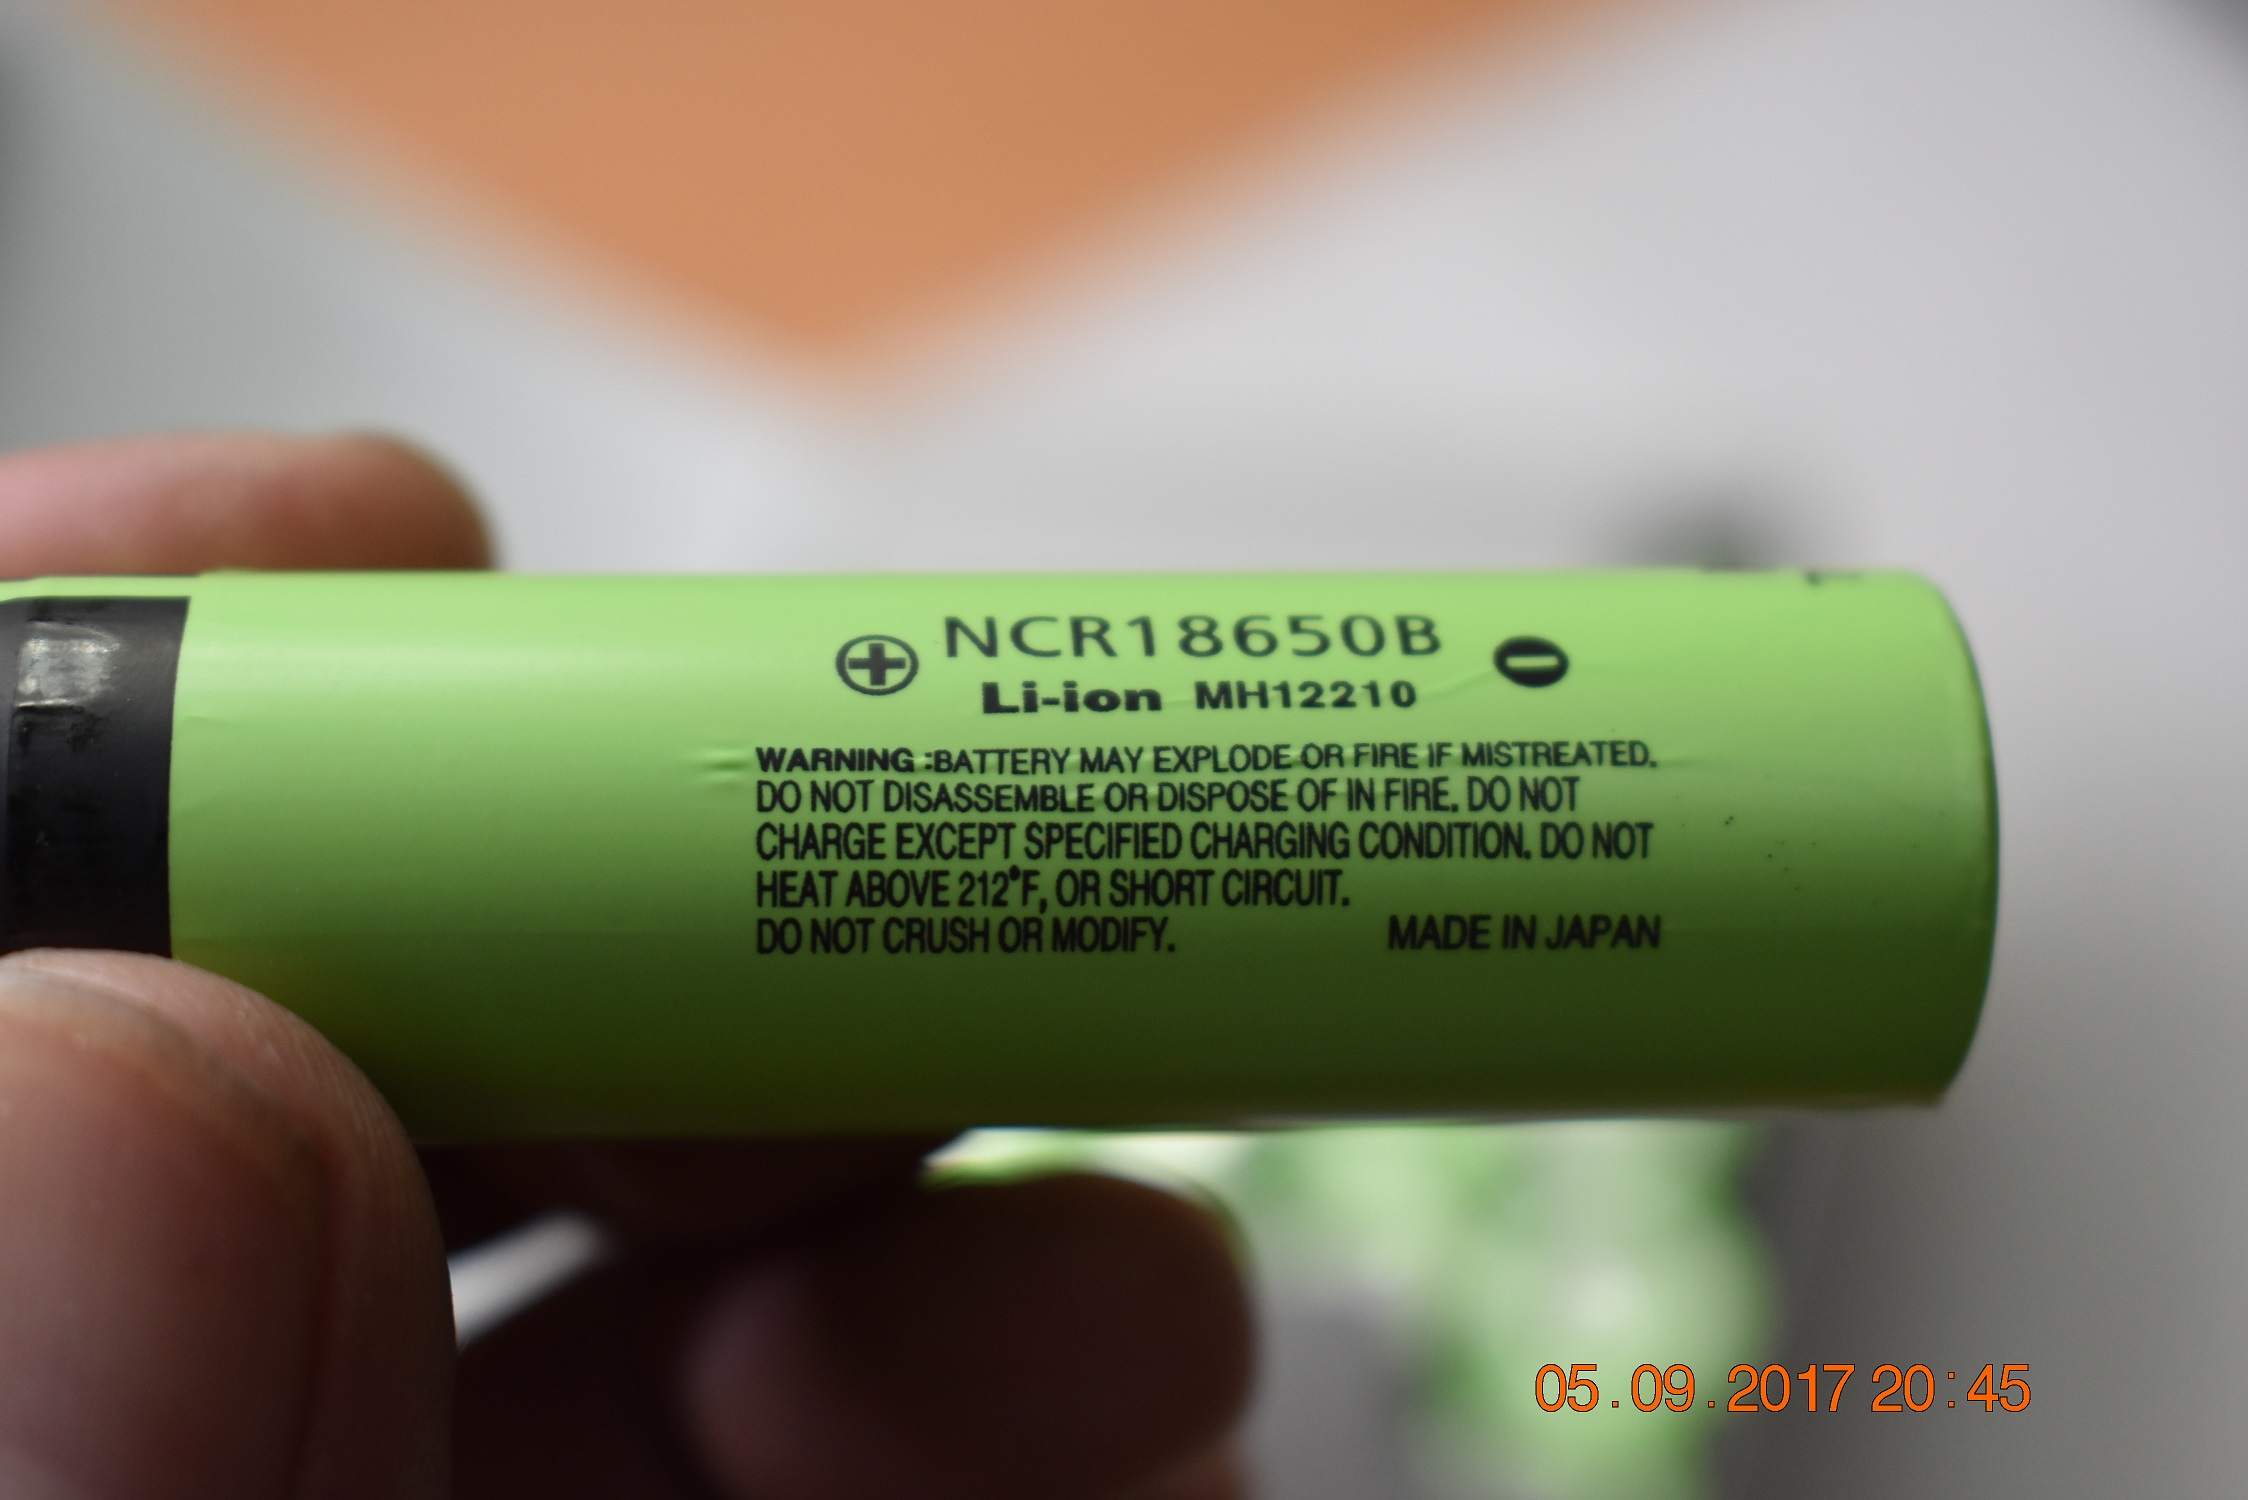 NCR18650B
Li-ion MH12210
WARNING :BATTERY MAY EXPLODE OR FIRE IF MISTREATED.
DO NOT DISASSEMBLE OR DISPOSE OF IN FIRE. DO NOT
CHARGE EXCEPT SPECIFIED CHARGING CONDITION. DO NOT
HEAT ABOVE 212°F, OR SHORT CIRCUIT.
DO NOT CRUSH OR MODIFY. MADE IN JAPAN
05.09.2017 20:45